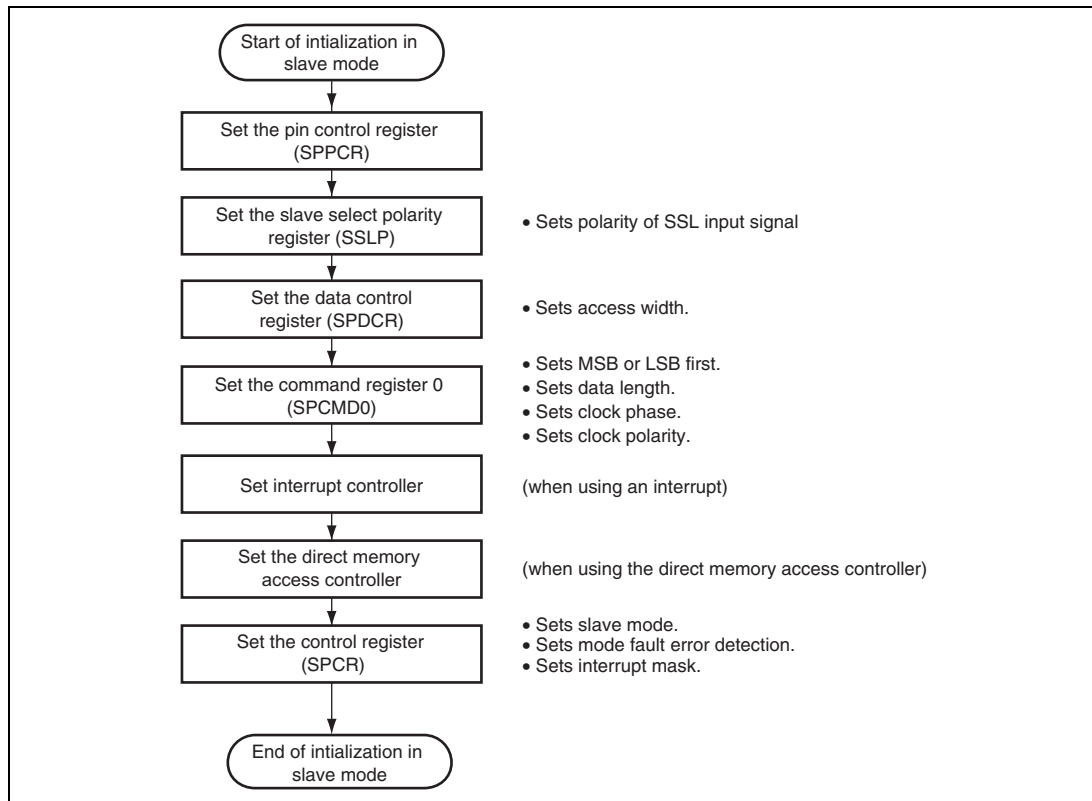 Start of intialization in
slave mode
Set the pin control register
(SPPCR)
Set the slave select polarity
register (SSLP)
• Sets polarity of SSL input signal
Set the data control
register (SPDCR)
• Sets access width.
Set the command register 0
(SPCMD0)
• Sets MSB or LSB first.
• Sets data length.
• Sets clock phase.
• Sets clock polarity.
Set interrupt controller
(when using an interrupt)
Set the direct memory
access controller
(when using the direct memory access controller)
Set the control register
(SPCR)
• Sets slave mode.
• Sets mode fault error detection.
• Sets interrupt mask.
End of intialization in
slave mode